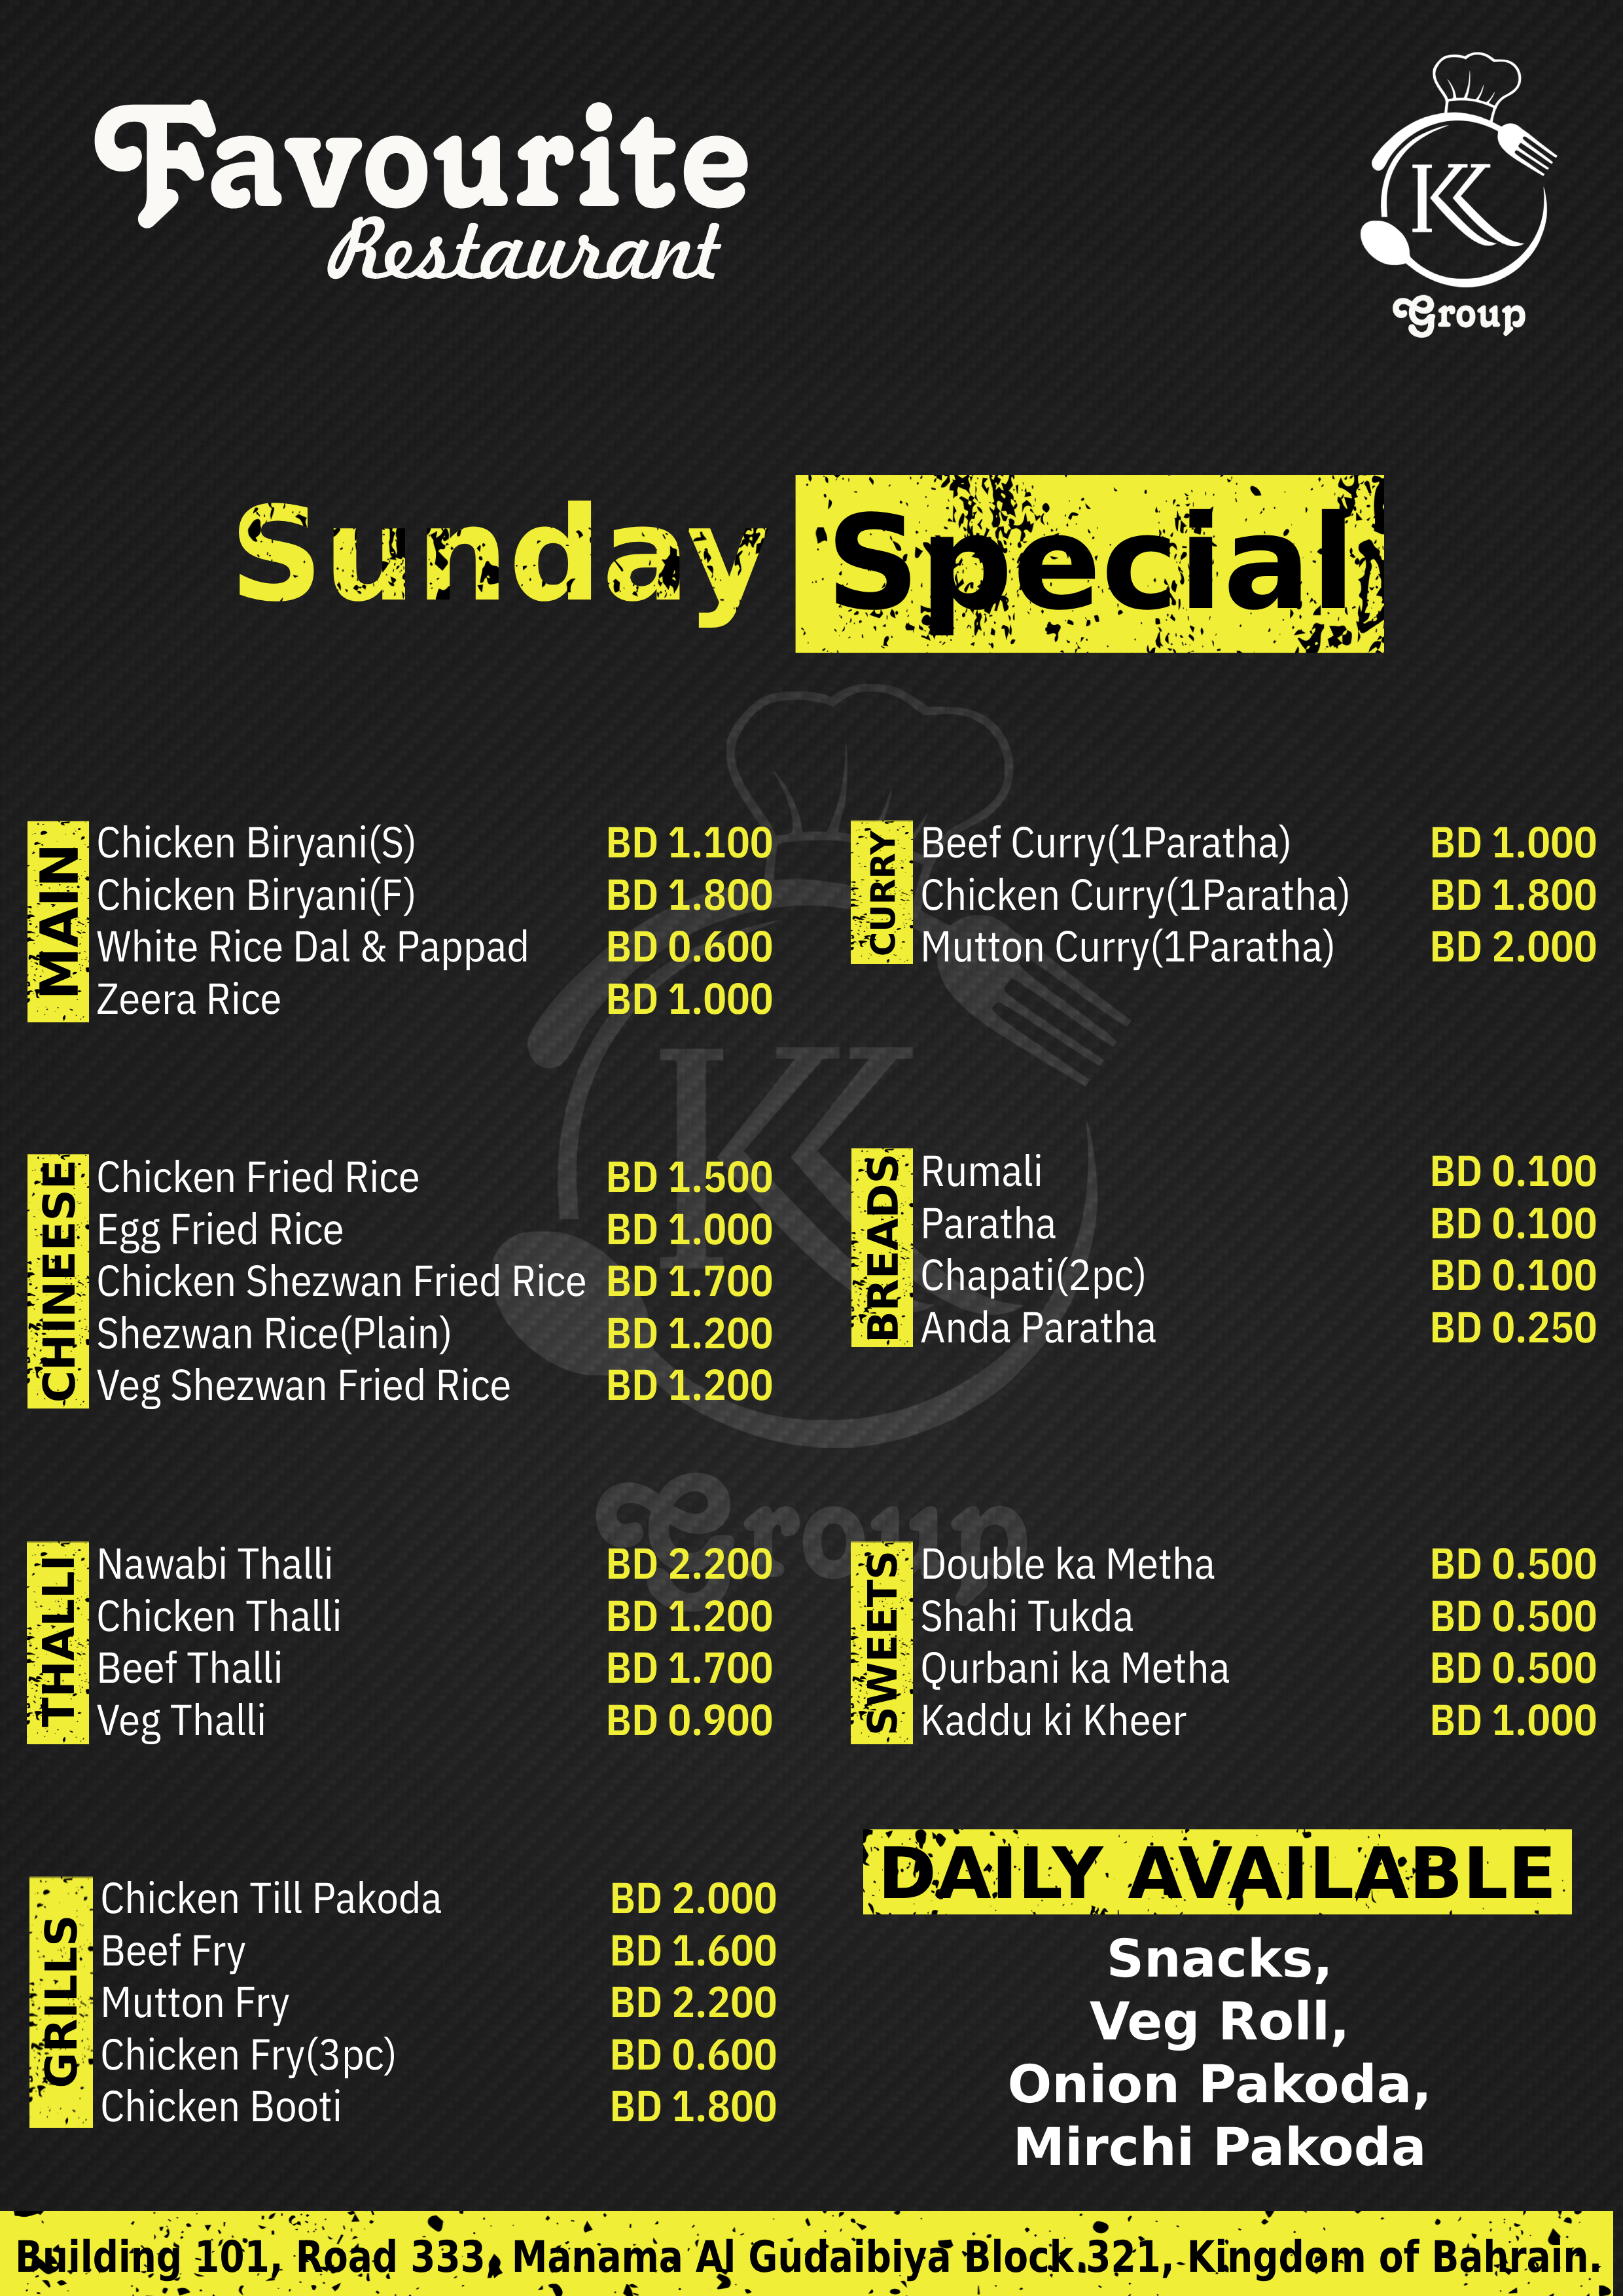 Favourite
Restaurant
KK
Group
Sunday Special
MAIN
Chicken Biryani(S) BD 1.100
Chicken Biryani(F) BD 1.800
White Rice Dal & Pappad BD 0.600
Zeera Rice BD 1.000
CURRY
Beef Curry(1Paratha) BD 1.000
Chicken Curry(1Paratha) BD 1.800
Mutton Curry(1Paratha) BD 2.000
CHINEESE
Chicken Fried Rice BD 1.500
Egg Fried Rice BD 1.000
Chicken Shezwan Fried Rice BD 1.700
Shezwan Rice(Plain) BD 1.200
Veg Shezwan Fried Rice BD 1.200
BREADS
Rumali BD 0.100
Paratha BD 0.100
Chapati(2pc) BD 0.100
Anda Paratha BD 0.250
KK
Group
THALLI
Nawabi Thalli BD 2.200
Chicken Thalli BD 1.200
Beef Thalli BD 1.700
Veg Thalli BD 0.900
SWEETS
Double ka Metha BD 0.500
Shahi Tukda BD 0.500
Qurbani ka Metha BD 0.500
Kaddu ki Kheer BD 1.000
GRILLS
Chicken Till Pakoda BD 2.000
Beef Fry BD 1.600
Mutton Fry BD 2.200
Chicken Fry(3pc) BD 0.600
Chicken Booti BD 1.800
DAILY AVAILABLE
Snacks,
Veg Roll,
Onion Pakoda,
Mirchi Pakoda
Building 101, Road 333, Manama Al Gudaibiya Block 321, Kingdom of Bahrain.